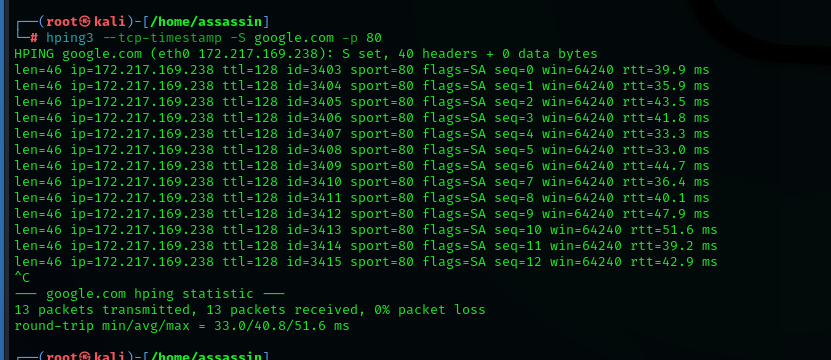 ┌──(root㉿kali)-[/home/assassin]
└─# hping3 --tcp-timestamp -S google.com -p 80
HPING google.com (eth0 172.217.169.238): S set, 40 headers + 0 data bytes
len=46 ip=172.217.169.238 ttl=128 id=3403 sport=80 flags=SA seq=0 win=64240 rtt=39.9 ms
len=46 ip=172.217.169.238 ttl=128 id=3404 sport=80 flags=SA seq=1 win=64240 rtt=35.9 ms
len=46 ip=172.217.169.238 ttl=128 id=3405 sport=80 flags=SA seq=2 win=64240 rtt=43.5 ms
len=46 ip=172.217.169.238 ttl=128 id=3406 sport=80 flags=SA seq=3 win=64240 rtt=41.8 ms
len=46 ip=172.217.169.238 ttl=128 id=3407 sport=80 flags=SA seq=4 win=64240 rtt=33.3 ms
len=46 ip=172.217.169.238 ttl=128 id=3408 sport=80 flags=SA seq=5 win=64240 rtt=33.0 ms
len=46 ip=172.217.169.238 ttl=128 id=3409 sport=80 flags=SA seq=6 win=64240 rtt=44.7 ms
len=46 ip=172.217.169.238 ttl=128 id=3410 sport=80 flags=SA seq=7 win=64240 rtt=36.4 ms
len=46 ip=172.217.169.238 ttl=128 id=3411 sport=80 flags=SA seq=8 win=64240 rtt=40.1 ms
len=46 ip=172.217.169.238 ttl=128 id=3412 sport=80 flags=SA seq=9 win=64240 rtt=47.9 ms
len=46 ip=172.217.169.238 ttl=128 id=3413 sport=80 flags=SA seq=10 win=64240 rtt=51.6 ms
len=46 ip=172.217.169.238 ttl=128 id=3414 sport=80 flags=SA seq=11 win=64240 rtt=39.2 ms
len=46 ip=172.217.169.238 ttl=128 id=3415 sport=80 flags=SA seq=12 win=64240 rtt=42.9 ms
^C
--- google.com hping statistic ---
13 packets transmitted, 13 packets received, 0% packet loss
round-trip min/avg/max = 33.0/40.8/51.6 ms
┌──(root㉿kali)-[/home/assassin]